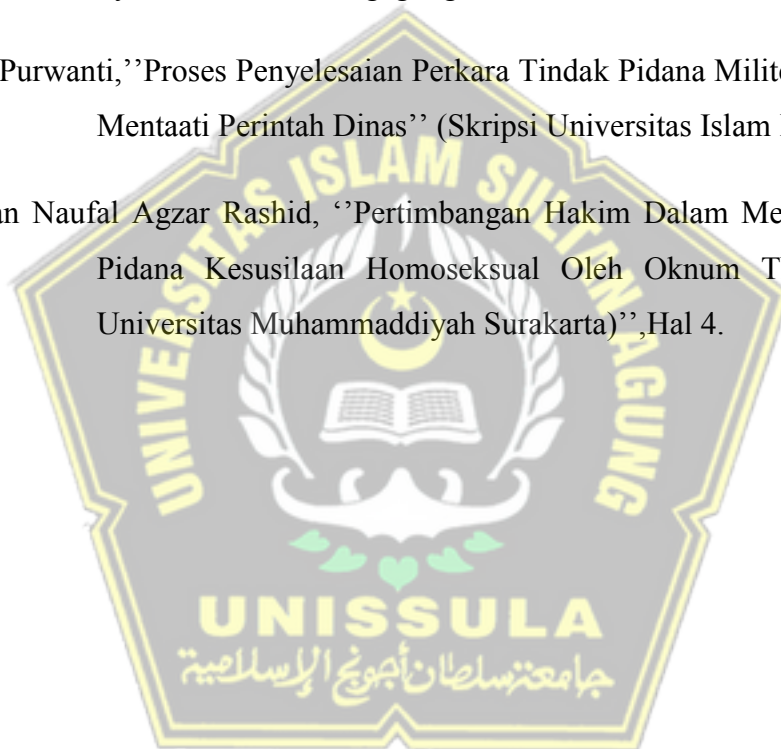 Purwanti,’’Proses Penyelesaian Perkara Tindak Pidana Milite
Mentaati Perintah Dinas’’ (Skripsi Universitas Islam
an Naufal Agzar Rashid, ‘’Pertimbangan Hakim Dalam Me
Pidana Kesusilaan Homoseksual Oleh Oknum T
Universitas Muhammaddiyah Surakarta)’’,Hal 4.
UNIVERSITAS ISLAM SULTAN AGUNG
UNISSULA
جامعة سلطان أجونج الإسلامية